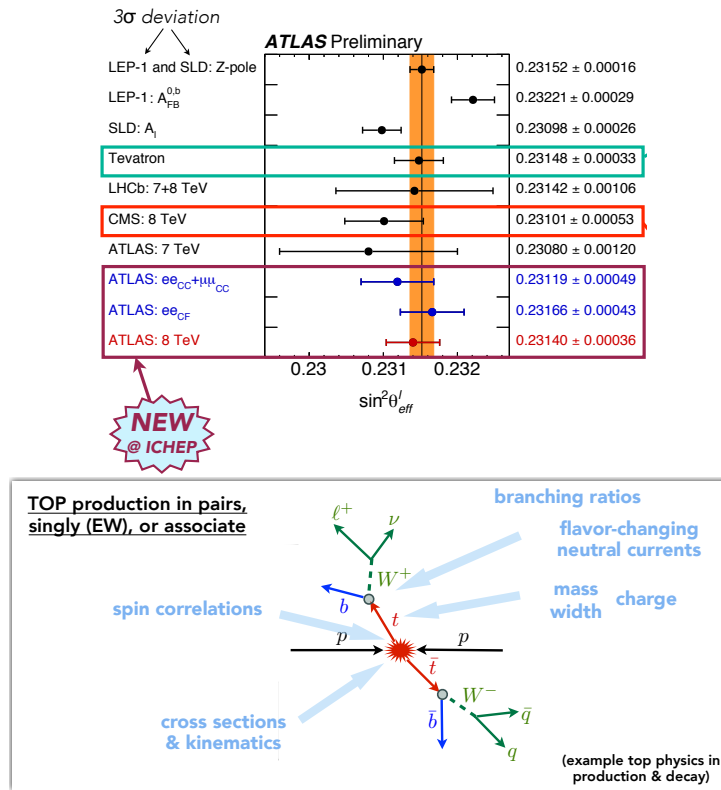 3σ deviation
ATLAS Preliminary
LEP-1 and SLD: Z-pole 0.23152 ± 0.00016
LEP-1: A_FB^0,b 0.23221 ± 0.00029
SLD: A_l 0.23098 ± 0.00026
Tevatron 0.23148 ± 0.00033
LHCb: 7+8 TeV 0.23142 ± 0.00106
CMS: 8 TeV 0.23101 ± 0.00053
ATLAS: 7 TeV 0.23080 ± 0.00120
ATLAS: ee_CC+μμ_CC 0.23119 ± 0.00049
ATLAS: ee_CF 0.23166 ± 0.00043
ATLAS: 8 TeV 0.23140 ± 0.00036
0.23 0.231 0.232
sin²θ^l_eff
NEW
@ ICHEP
TOP production in pairs,
singly (EW), or associate
branching ratios
flavor-changing
neutral currents
mass
width
charge
spin correlations
cross sections
& kinematics
ℓ⁺ ν
W⁺
b
t
p p
t̄
W⁻
b̄
q̄
q
(example top physics in
production & decay)